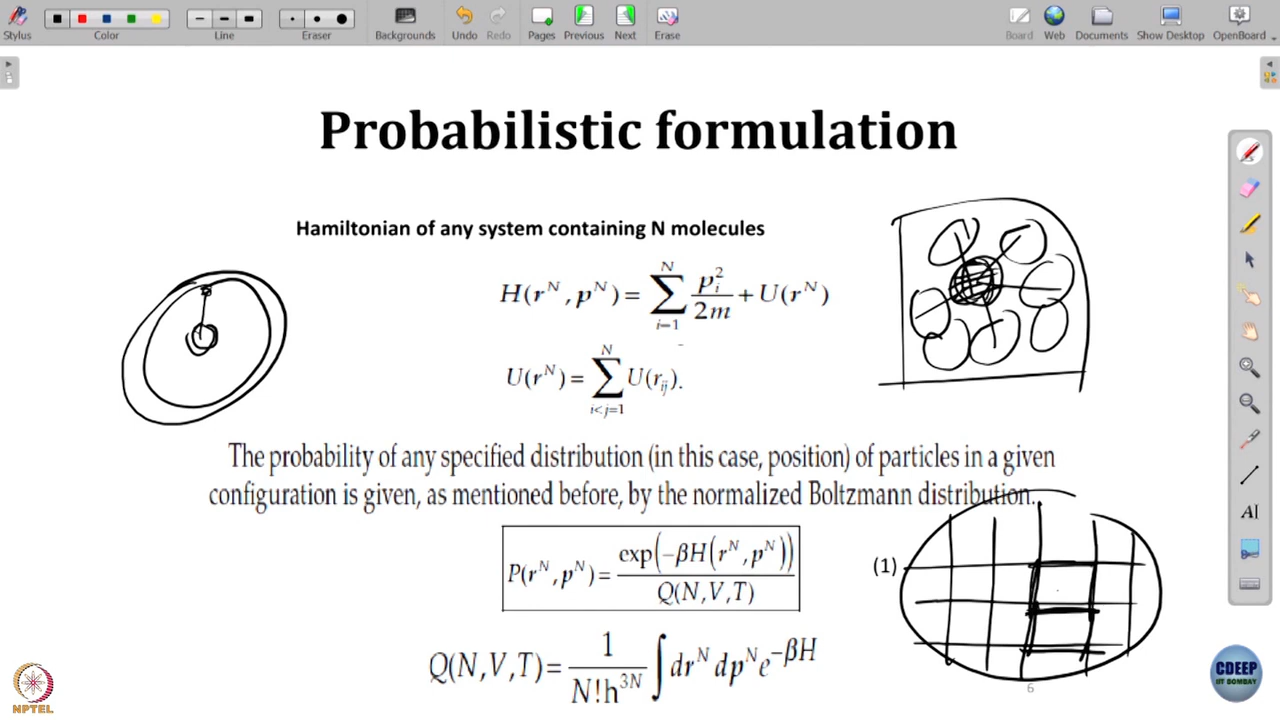 Stylus Color Line Eraser Backgrounds Undo Redo Pages Previous Next Erase Board Web Documents Show Desktop OpenBoard
Probabilistic formulation
Hamiltonian of any system containing N molecules
H(r^N, p^N) = ∑_{i=1}^{N} p_i^2/2m + U(r^N)
U(r^N) = ∑_{i<j=1}^{N} U(r_{ij}).
The probability of any specified distribution (in this case, position) of particles in a given
configuration is given, as mentioned before, by the normalized Boltzmann distribution.
P(r^N, p^N) = exp(−βH(r^N, p^N))/Q(N,V,T) (1)
Q(N,V,T) = 1/N!h^{3N} ∫ dr^N dp^N e^{−βH}
6
NPTEL
CDEEP
IIT BOMBAY